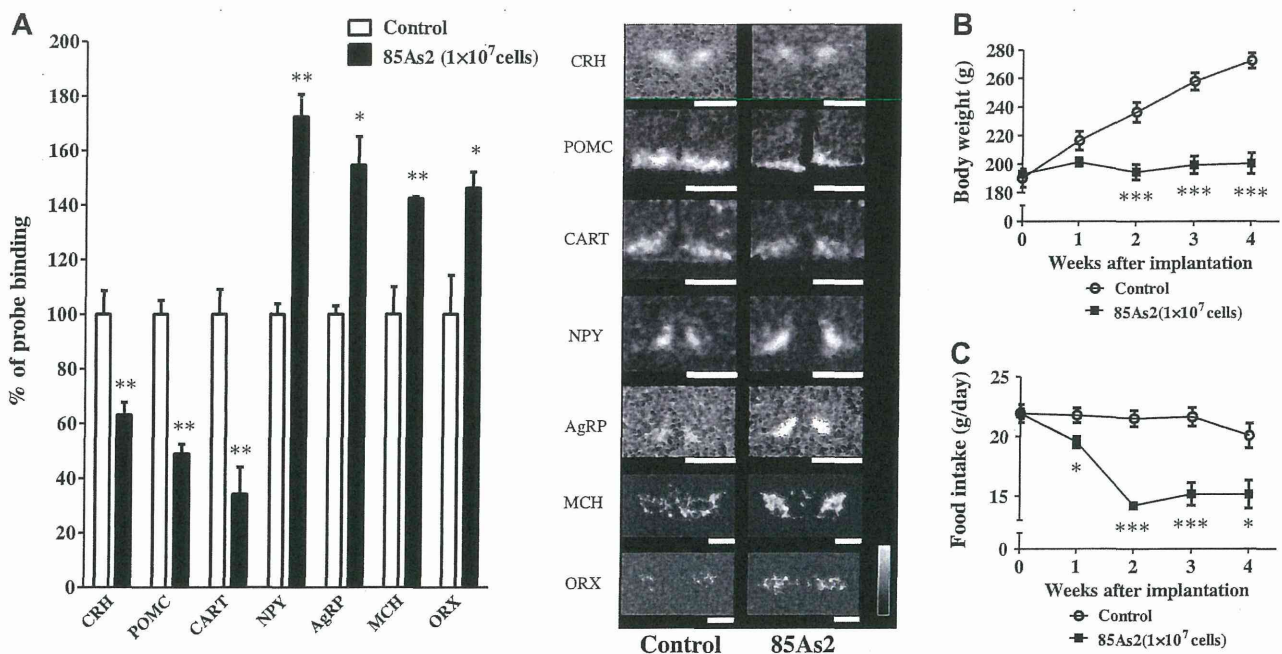 A
Control
85As2 (1×10⁷cells)
% of probe binding
200
180
160
140
120
100
80
60
40
20
0
**
**
**
**
*
**
*
CRH
POMC
CART
NPY
AgRP
MCH
ORX
CRH
POMC
CART
NPY
AgRP
MCH
ORX
Control 85As2
B
Body weight (g)
280
260
240
220
200
180
0
*** *** ***
0 1 2 3 4
Weeks after implantation
Control
85As2(1×10⁷cells)
C
Food intake (g/day)
25
20
15
0
*
*** *** *
0 1 2 3 4
Weeks after implantation
Control
85As2(1×10⁷cells)